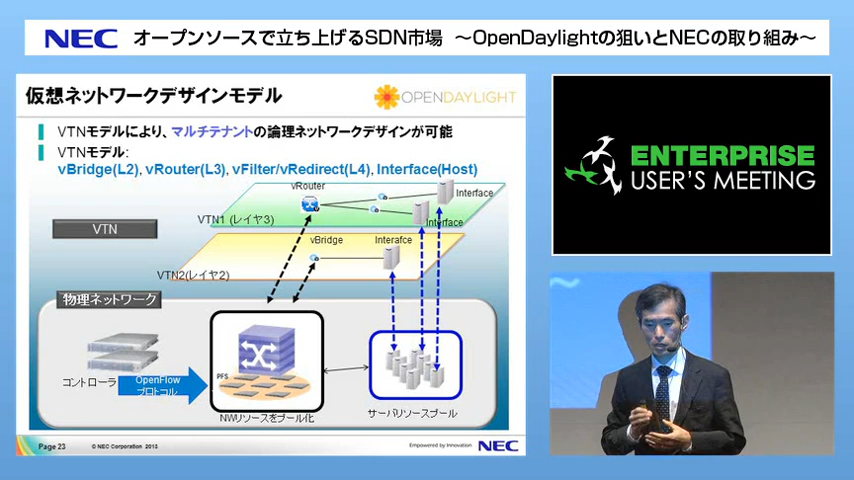 NEC オープンソースで立ち上げるSDN市場 ～OpenDaylightの狙いとNECの取り組み～
仮想ネットワークデザインモデル
OPENDAYLIGHT
VTNモデルにより、マルチテナントの論理ネットワークデザインが可能
VTNモデル:
vBridge(L2), vRouter(L3), vFilter/vRedirect(L4), Interface(Host)
vRouter
Interface
VTN1 (レイヤ3)
Interface
VTN
vBridge
Interafce
VTN2(レイヤ2)
物理ネットワーク
コントローラ
OpenFlow
プロトコル
PFS
NWリソースをプール化
サーバリソースプール
Page 23
© NEC Corporation 2013
Empowered by Innovation
NEC
ENTERPRISE
USER'S MEETING